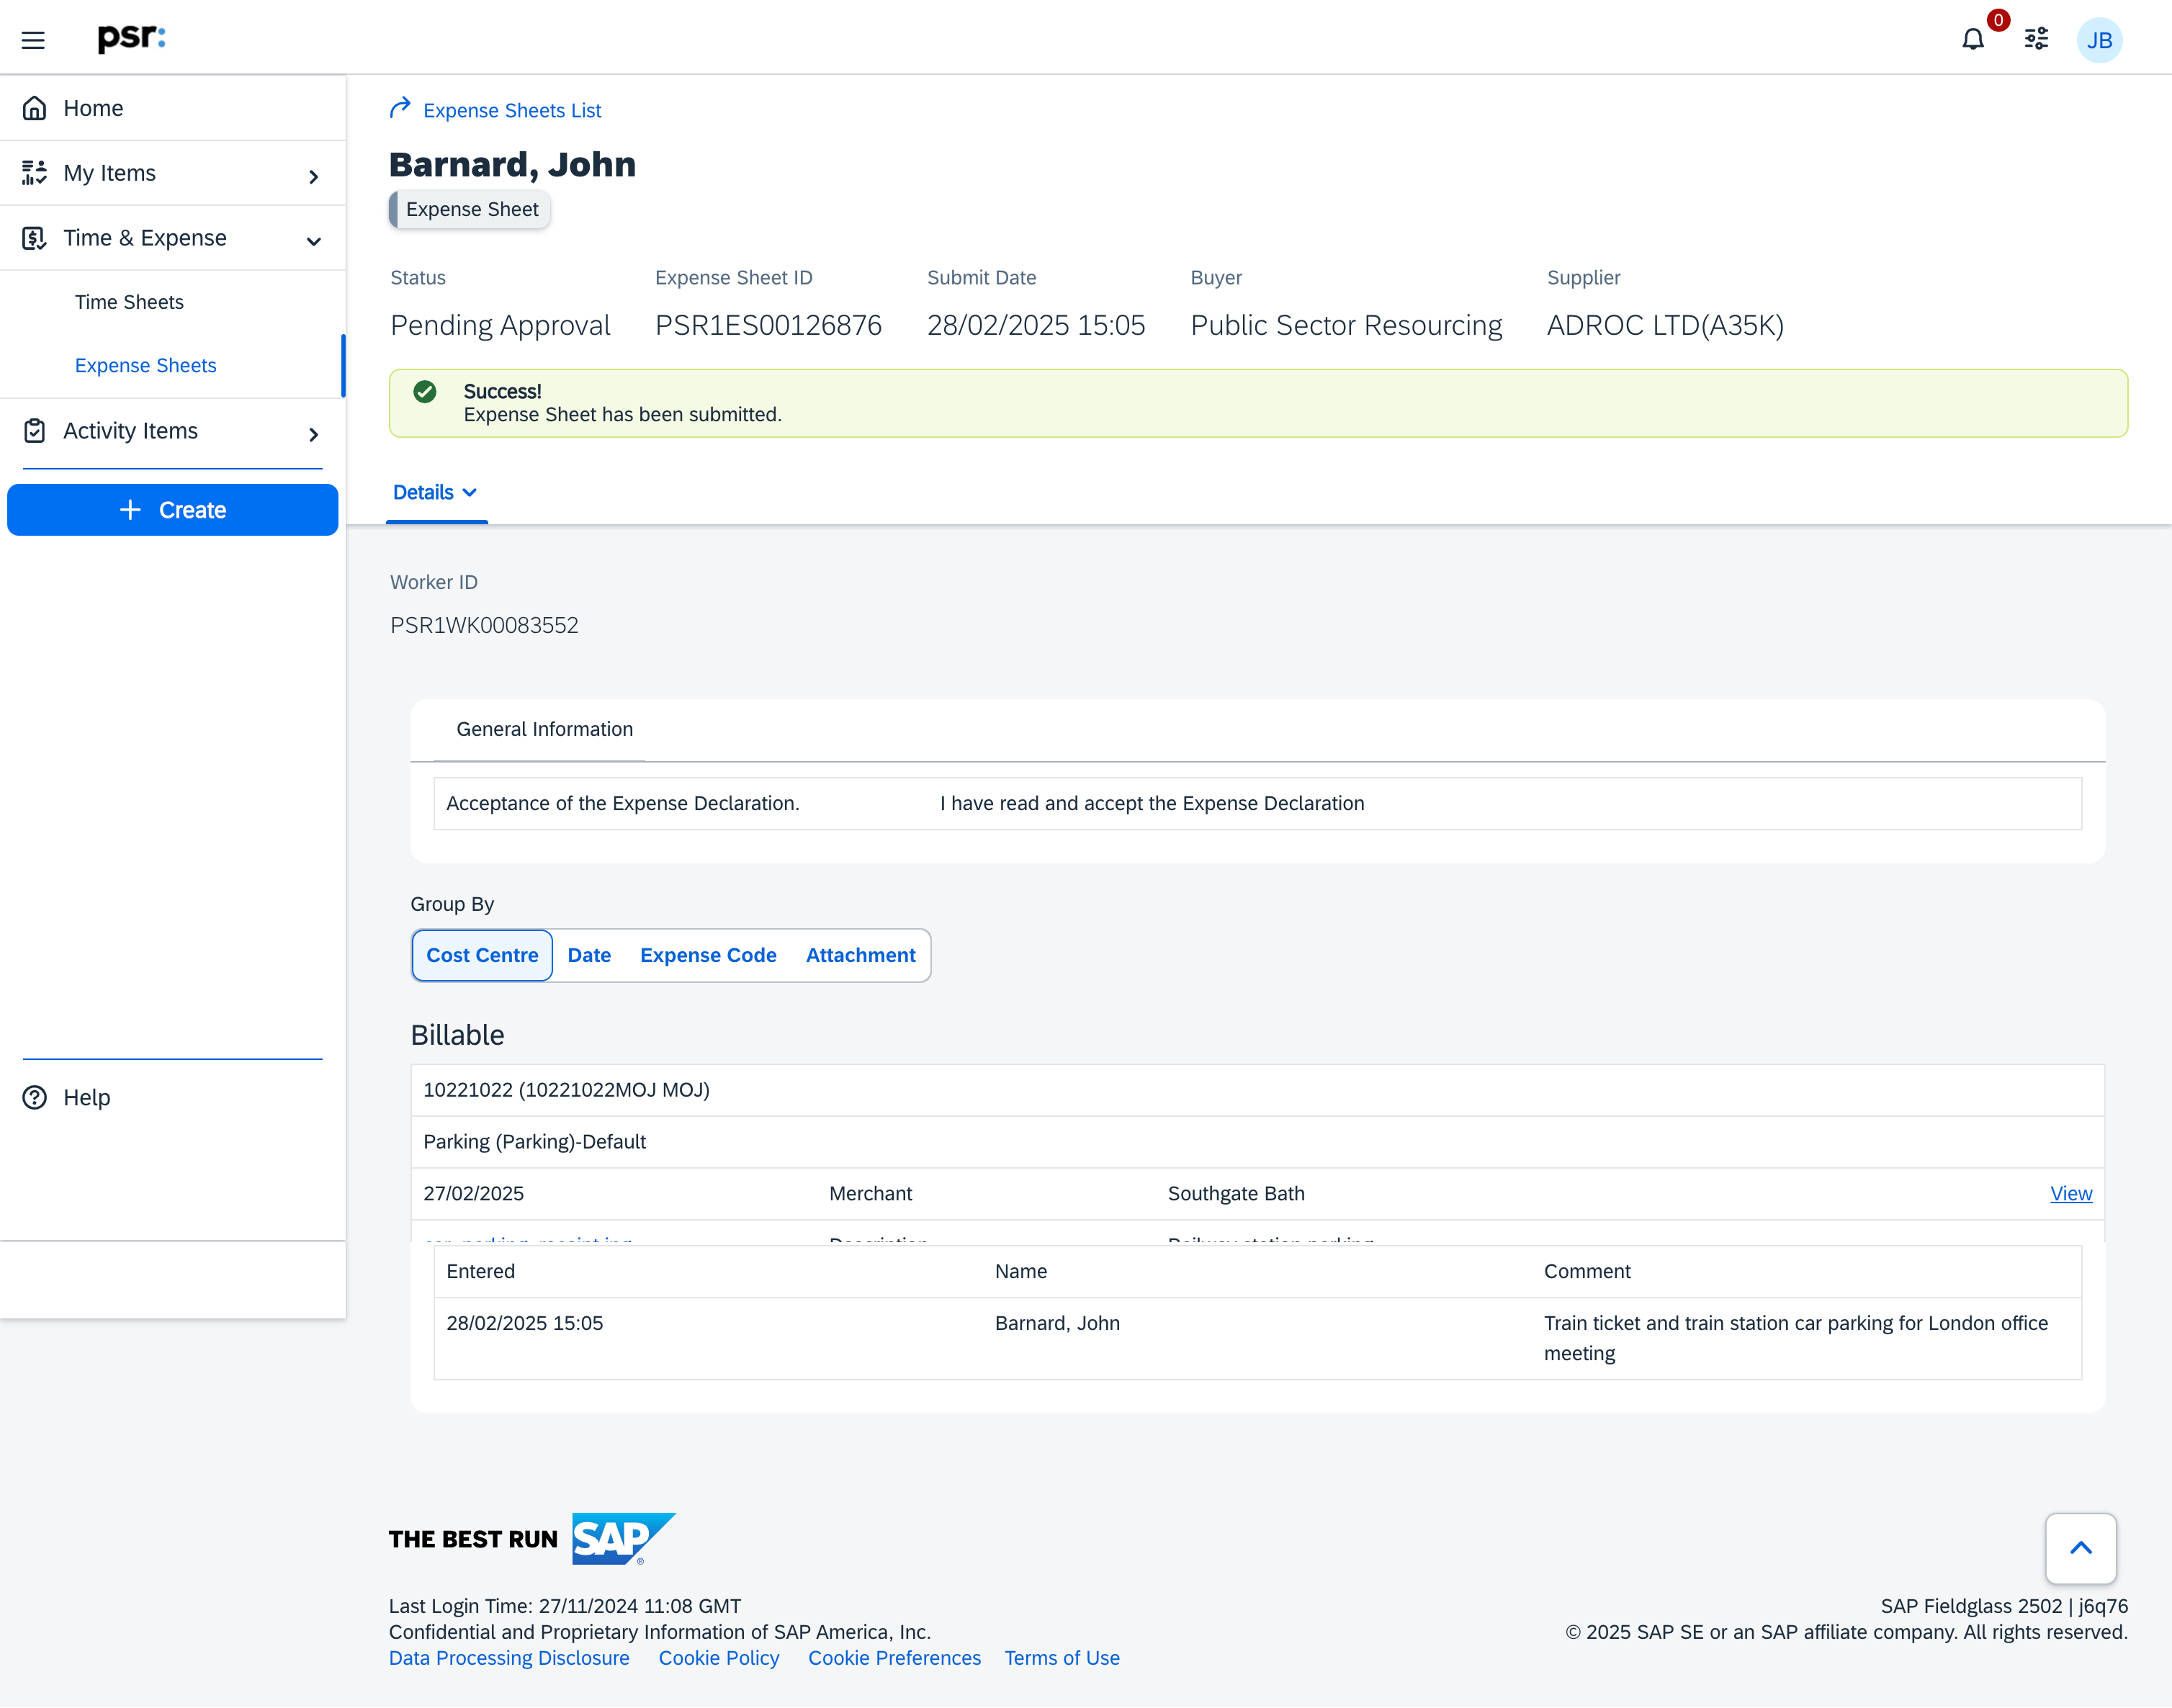 psr:
0
JB
Home
My Items
Time & Expense
Time Sheets
Expense Sheets
Activity Items
Create
Help
Expense Sheets List
Barnard, John
Expense Sheet
Status
Expense Sheet ID
Submit Date
Buyer
Supplier
Pending Approval
PSR1ES00126876
28/02/2025 15:05
Public Sector Resourcing
ADROC LTD(A35K)
Success!
Expense Sheet has been submitted.
Details
Worker ID
PSR1WK00083552
General Information
Acceptance of the Expense Declaration.
I have read and accept the Expense Declaration
Group By
Cost Centre
Date
Expense Code
Attachment
Billable
10221022 (10221022MOJ MOJ)
Parking (Parking)-Default
27/02/2025
Merchant
Southgate Bath
View
Description
Railway station parking
Entered
Name
Comment
28/02/2025 15:05
Barnard, John
Train ticket and train station car parking for London office
meeting
THE BEST RUN SAP®
Last Login Time: 27/11/2024 11:08 GMT
Confidential and Proprietary Information of SAP America, Inc.
Data Processing Disclosure
Cookie Policy
Cookie Preferences
Terms of Use
SAP Fieldglass 2502 | j6q76
© 2025 SAP SE or an SAP affiliate company. All rights reserved.